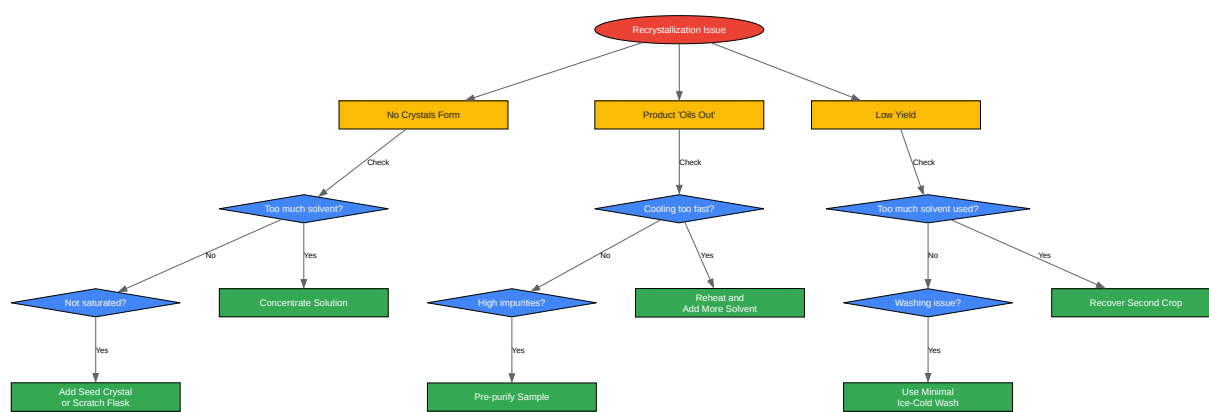 Recrystallization Issue
No Crystals Form
Product 'Oils Out'
Low Yield
Check
Check
Check
Too much solvent?
Cooling too fast?
Too much solvent used?
No
Yes
No
Yes
No
Yes
Not saturated?
Concentrate Solution
High impurities?
Reheat and
Add More Solvent
Washing issue?
Recover Second Crop
Yes
Yes
Yes
Add Seed Crystal
or Scratch Flask
Pre-purify Sample
Use Minimal
Ice-Cold Wash